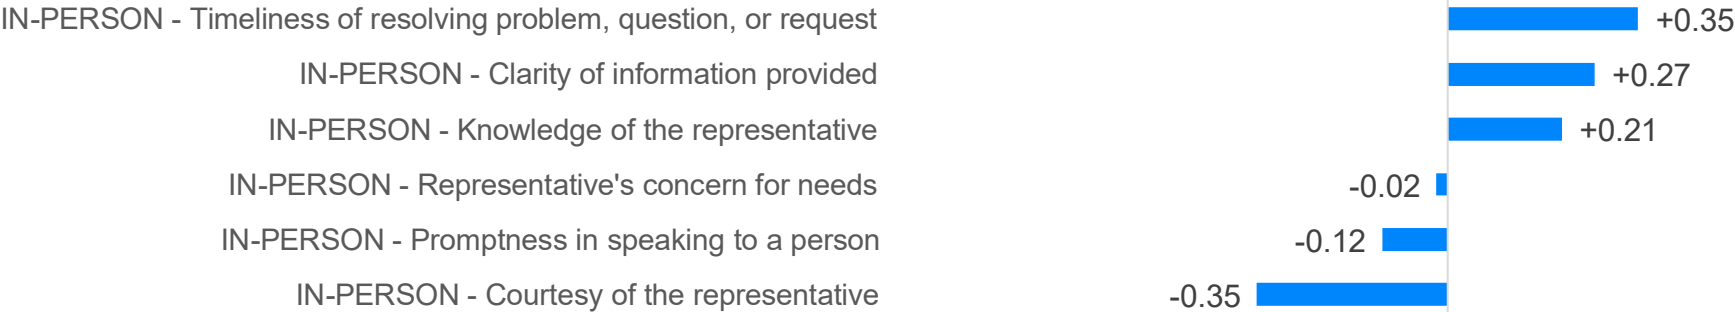 IN-PERSON - Timeliness of resolving problem, question, or request +0.35
IN-PERSON - Clarity of information provided +0.27
IN-PERSON - Knowledge of the representative +0.21
IN-PERSON - Representative's concern for needs -0.02
IN-PERSON - Promptness in speaking to a person -0.12
IN-PERSON - Courtesy of the representative -0.35